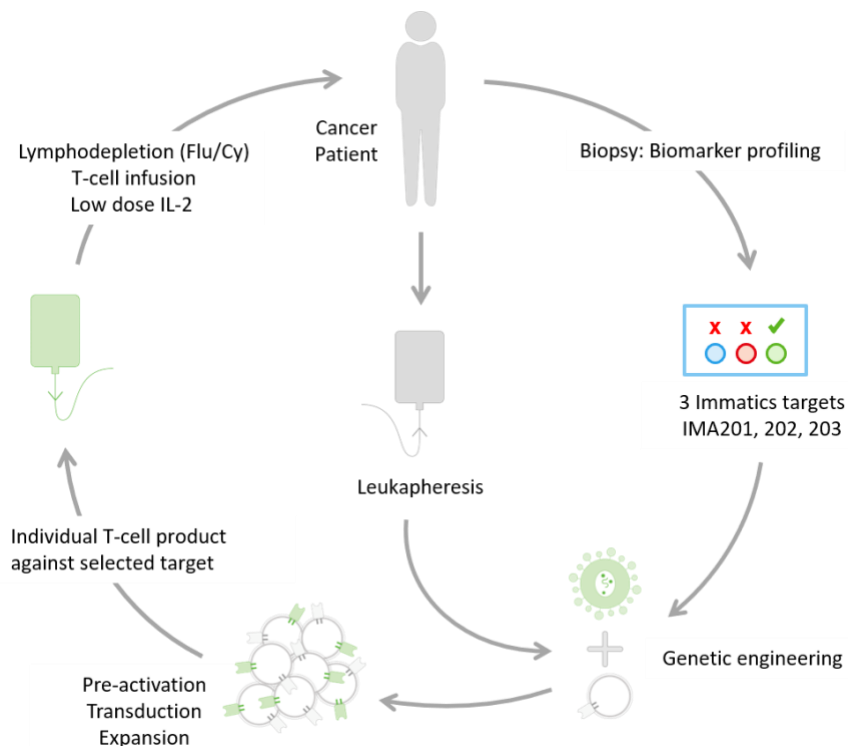 Cancer
Patient
Lymphodepletion (Flu/Cy)
T-cell infusion
Low dose IL-2
Biopsy: Biomarker profiling
x x ✓
3 Immatics targets
IMA201, 202, 203
Leukapheresis
Individual T-cell product
against selected target
Genetic engineering
Pre-activation
Transduction
Expansion